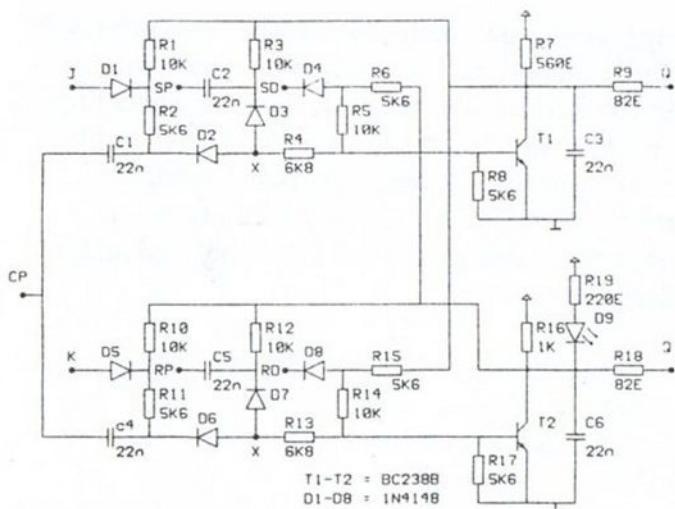 R1
10K
R3
10K
D4
R6
5K6
R7
560E
R9
82E
Q
J
D1
SP
C2
22n
SD
D3
R5
10K
R2
5K6
C1
22n
D2
X
R4
6K8
T1
R8
5K6
C3
22n
CP
R19
220E
D9
R10
10K
R12
10K
D8
R15
5K6
R16
1K
R18
82E
Q
K
D5
RP
C5
22n
RD
D7
R14
10K
R11
5K6
c4
22n
D6
X
R13
6K8
T2
R17
5K6
C6
22n
T1-T2 = BC238B
D1-D8 = 1N4148